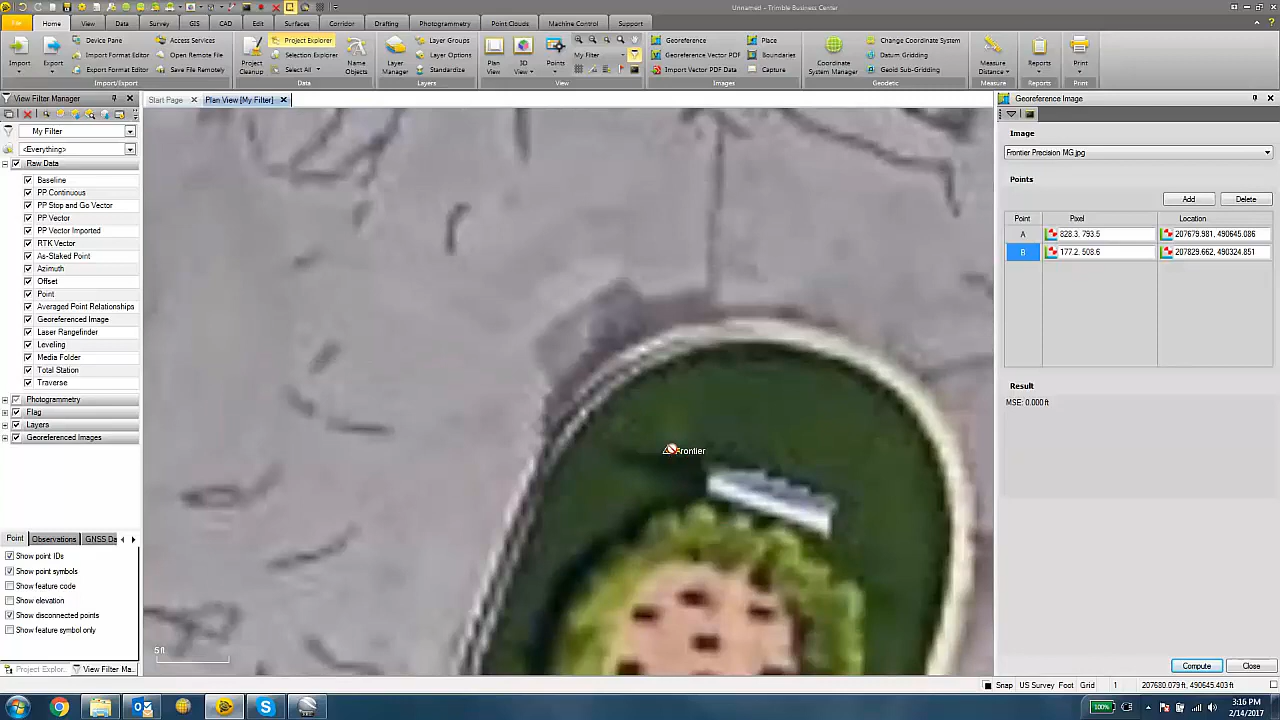 Unnamed - Trimble Business Center
File Home View Data Survey GIS CAD Edit Surfaces Corridor Drafting Photogrammetry Point Clouds Machine Control Support
Import
Export
Device Pane
Import Format Editor
Export Format Editor
Access Services
Open Remote File
Save File Remotely
Import/Export
Project Cleanup
Project Explorer
Selection Explorer
Select All
Name Objects
Data
Layer Manager
Layer Groups
Layer Options
Standardize
Layers
Plan View
3D View
Points
My Filter
View
Georeference
Georeference Vector PDF
Import Vector PDF Data
Place
Boundaries
Capture
Images
Coordinate System Manager
Change Coordinate System
Datum Gridding
Geoid Sub-Gridding
Geodetic
Measure Distance
Measure
Reports
Reports
Print
Print
View Filter Manager
Start Page
Plan View [My Filter]
Georeference Image
My Filter
<Everything>
Raw Data
Baseline
PP Continuous
PP Stop and Go Vector
PP Vector
PP Vector Imported
RTK Vector
As-Staked Point
Azimuth
Offset
Point
Averaged Point Relationships
Georeferenced Image
Laser Rangefinder
Leveling
Media Folder
Total Station
Traverse
Photogrammetry
Flag
Layers
Georeferenced Images
Point Observations GNSS Da
Show point IDs
Show point symbols
Show feature code
Show elevation
Show disconnected points
Show feature symbol only
Project Explor...
View Filter Ma...
Frontier
5 ft
Image
Frontier Precision MG.jpg
Points
Add Delete
Point Pixel Location
A 828.3, 793.5 207679.981, 490645.086
B 177.2, 508.6 207829.662, 490324.851
Result
MSE: 0.000 ft
Compute Close
Snap US Survey Foot Grid 1 207680.079 ft, 490645.403 ft
100%
3:16 PM
2/14/2017